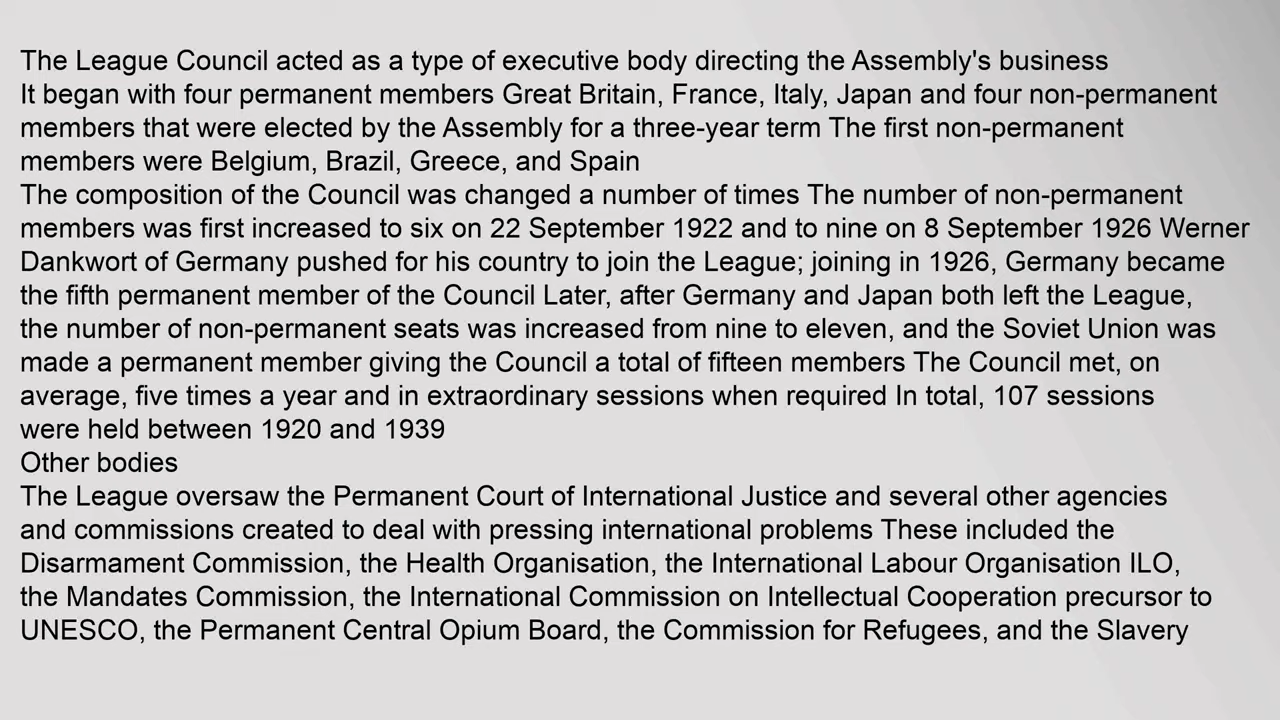 The League Council acted as a type of executive body directing the Assembly's business
It began with four permanent members Great Britain, France, Italy, Japan and four non-permanent
members that were elected by the Assembly for a three-year term The first non-permanent
members were Belgium, Brazil, Greece, and Spain
The composition of the Council was changed a number of times The number of non-permanent
members was first increased to six on 22 September 1922 and to nine on 8 September 1926 Werner
Dankwort of Germany pushed for his country to join the League; joining in 1926, Germany became
the fifth permanent member of the Council Later, after Germany and Japan both left the League,
the number of non-permanent seats was increased from nine to eleven, and the Soviet Union was
made a permanent member giving the Council a total of fifteen members The Council met, on
average, five times a year and in extraordinary sessions when required In total, 107 sessions
were held between 1920 and 1939
Other bodies
The League oversaw the Permanent Court of International Justice and several other agencies
and commissions created to deal with pressing international problems These included the
Disarmament Commission, the Health Organisation, the International Labour Organisation ILO,
the Mandates Commission, the International Commission on Intellectual Cooperation precursor to
UNESCO, the Permanent Central Opium Board, the Commission for Refugees, and the Slavery